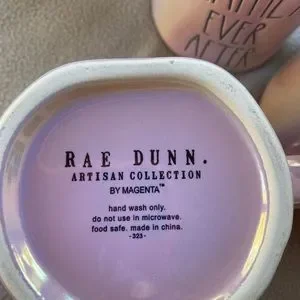 EVER
AFTER
RAE DUNN.
ARTISAN COLLECTION
BY MAGENTA™
hand wash only.
do not use in microwave.
food safe. made in china.
-323-